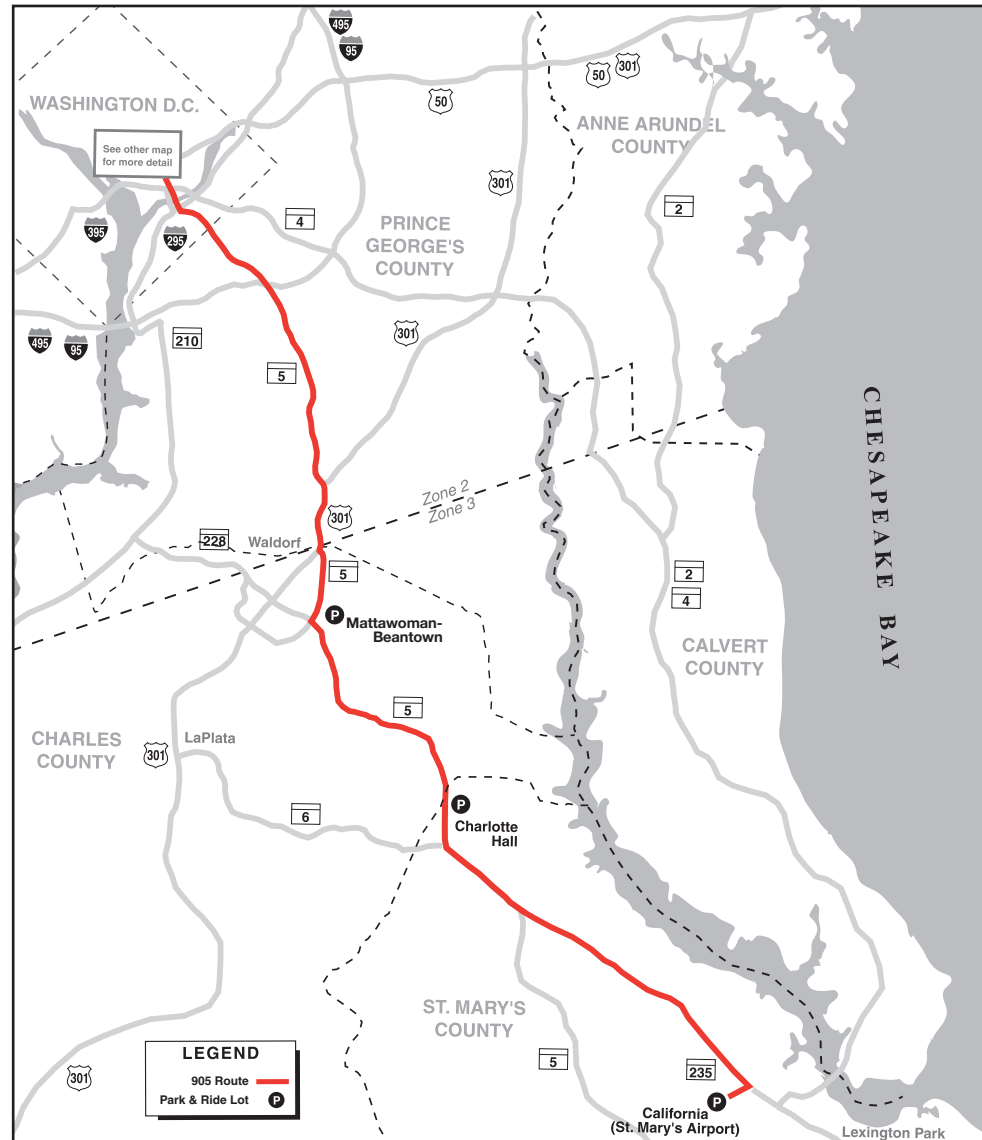 495
95
50
301
50
WASHINGTON D.C.
ANNE ARUNDEL
COUNTY
See other map
for more detail
301
2
4
PRINCE
GEORGE'S
COUNTY
395
295
301
210
495
95
5
CHESAPEAKE BAY
Zone 2
Zone 3
301
228
Waldorf
5
2
4
Mattawoman-
Beantown
P
CALVERT
COUNTY
5
CHARLES
COUNTY
LaPlata
301
6
P
Charlotte
Hall
ST. MARY'S
COUNTY
5
235
LEGEND
905 Route
Park & Ride Lot P
301
P
California
(St. Mary's Airport)
Lexington Park